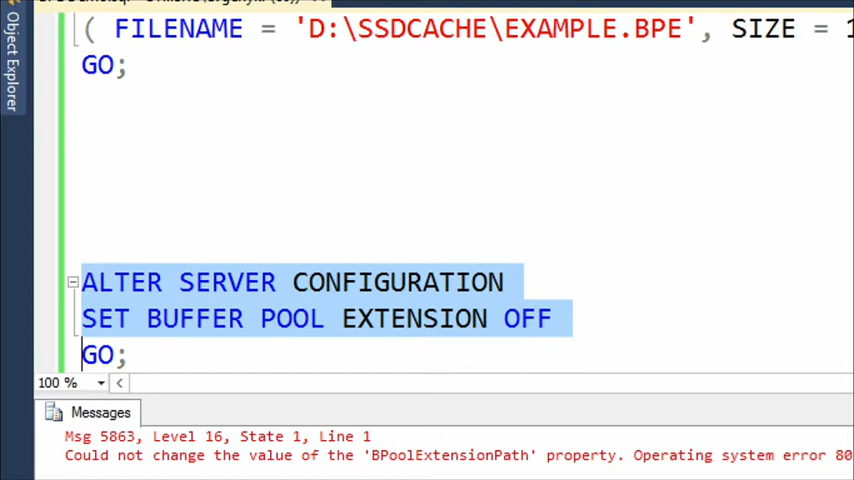 Object Explorer
( FILENAME = 'D:\SSDCACHE\EXAMPLE.BPE', SIZE = 1
GO;
ALTER SERVER CONFIGURATION
SET BUFFER POOL EXTENSION OFF
GO;
100 %
Messages
Msg 5863, Level 16, State 1, Line 1
Could not change the value of the 'BPoolExtensionPath' property. Operating system error 80